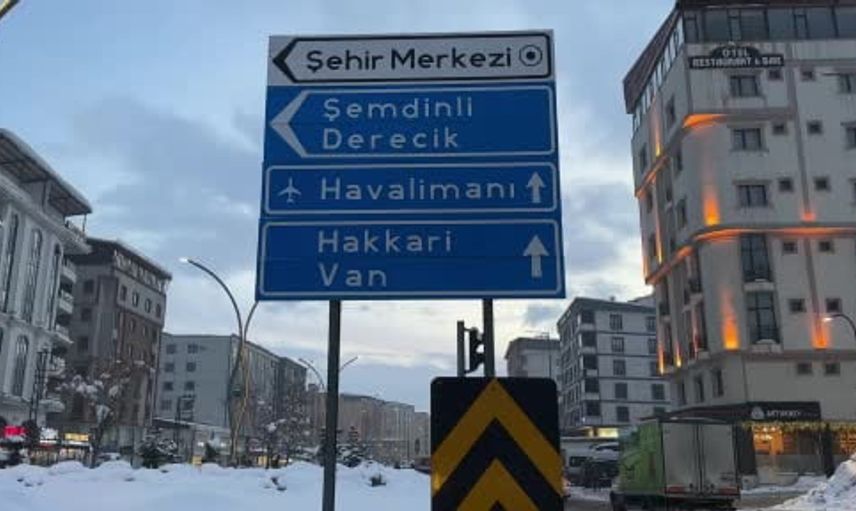 Şehir Merkezi
Şemdinli
Derecik
Havalimanı
Hakkari
Van
OTEL
RESTAURANT & BAR